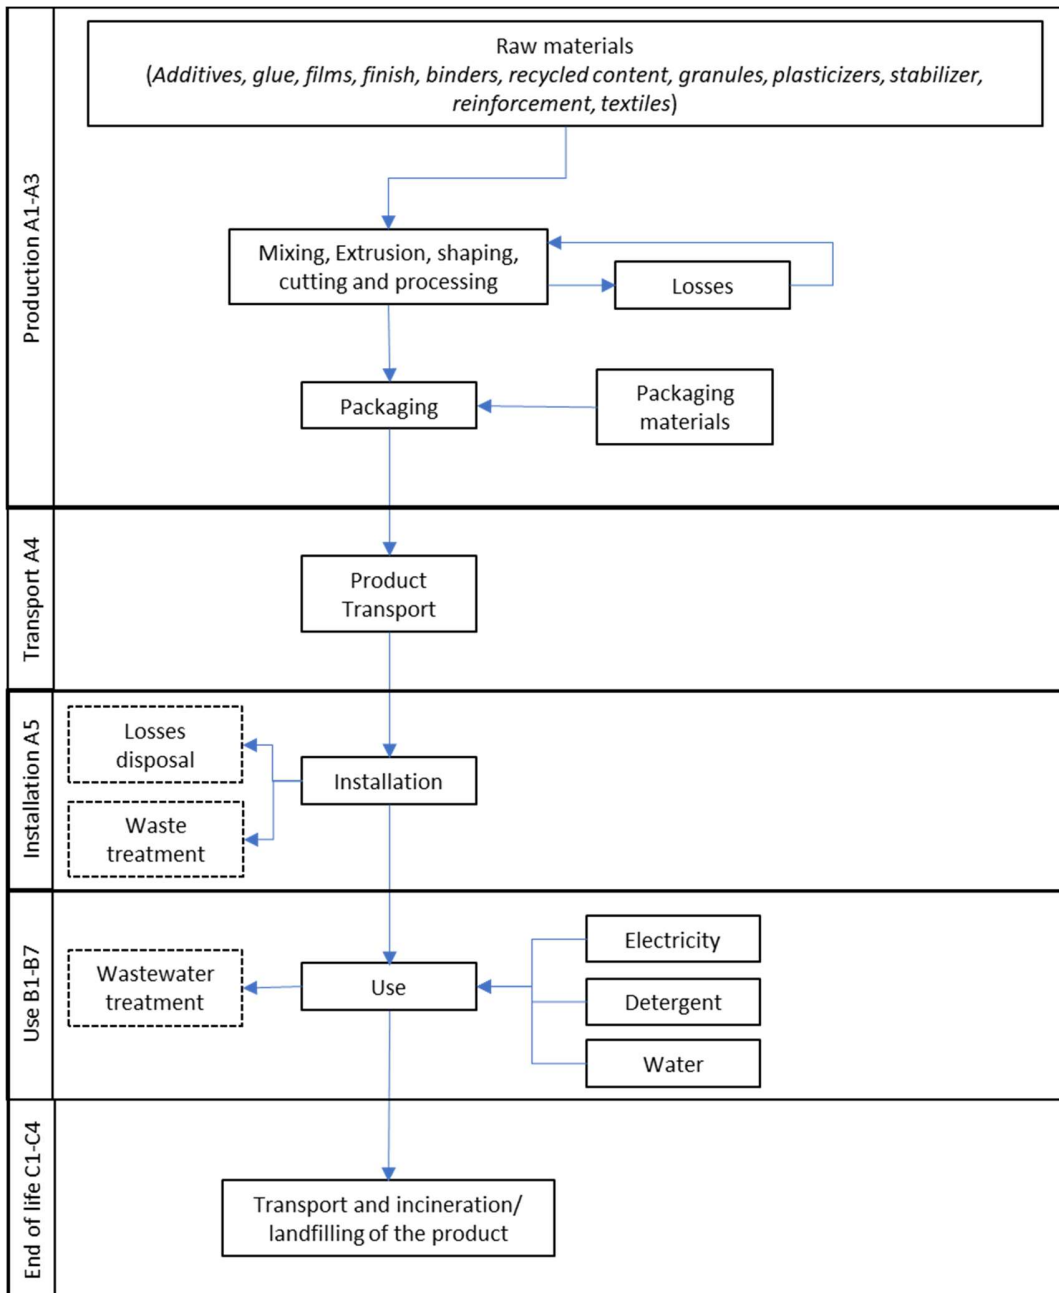 Production A1-A3
Raw materials
(Additives, glue, films, finish, binders, recycled content, granules, plasticizers, stabilizer,
reinforcement, textiles)
Mixing, Extrusion, shaping,
cutting and processing
Losses
Packaging
Packaging
materials
Transport A4
Product
Transport
Installation A5
Losses
disposal
Installation
Waste
treatment
Use B1-B7
Wastewater
treatment
Use
Electricity
Detergent
Water
End of life C1-C4
Transport and incineration/
landfilling of the product